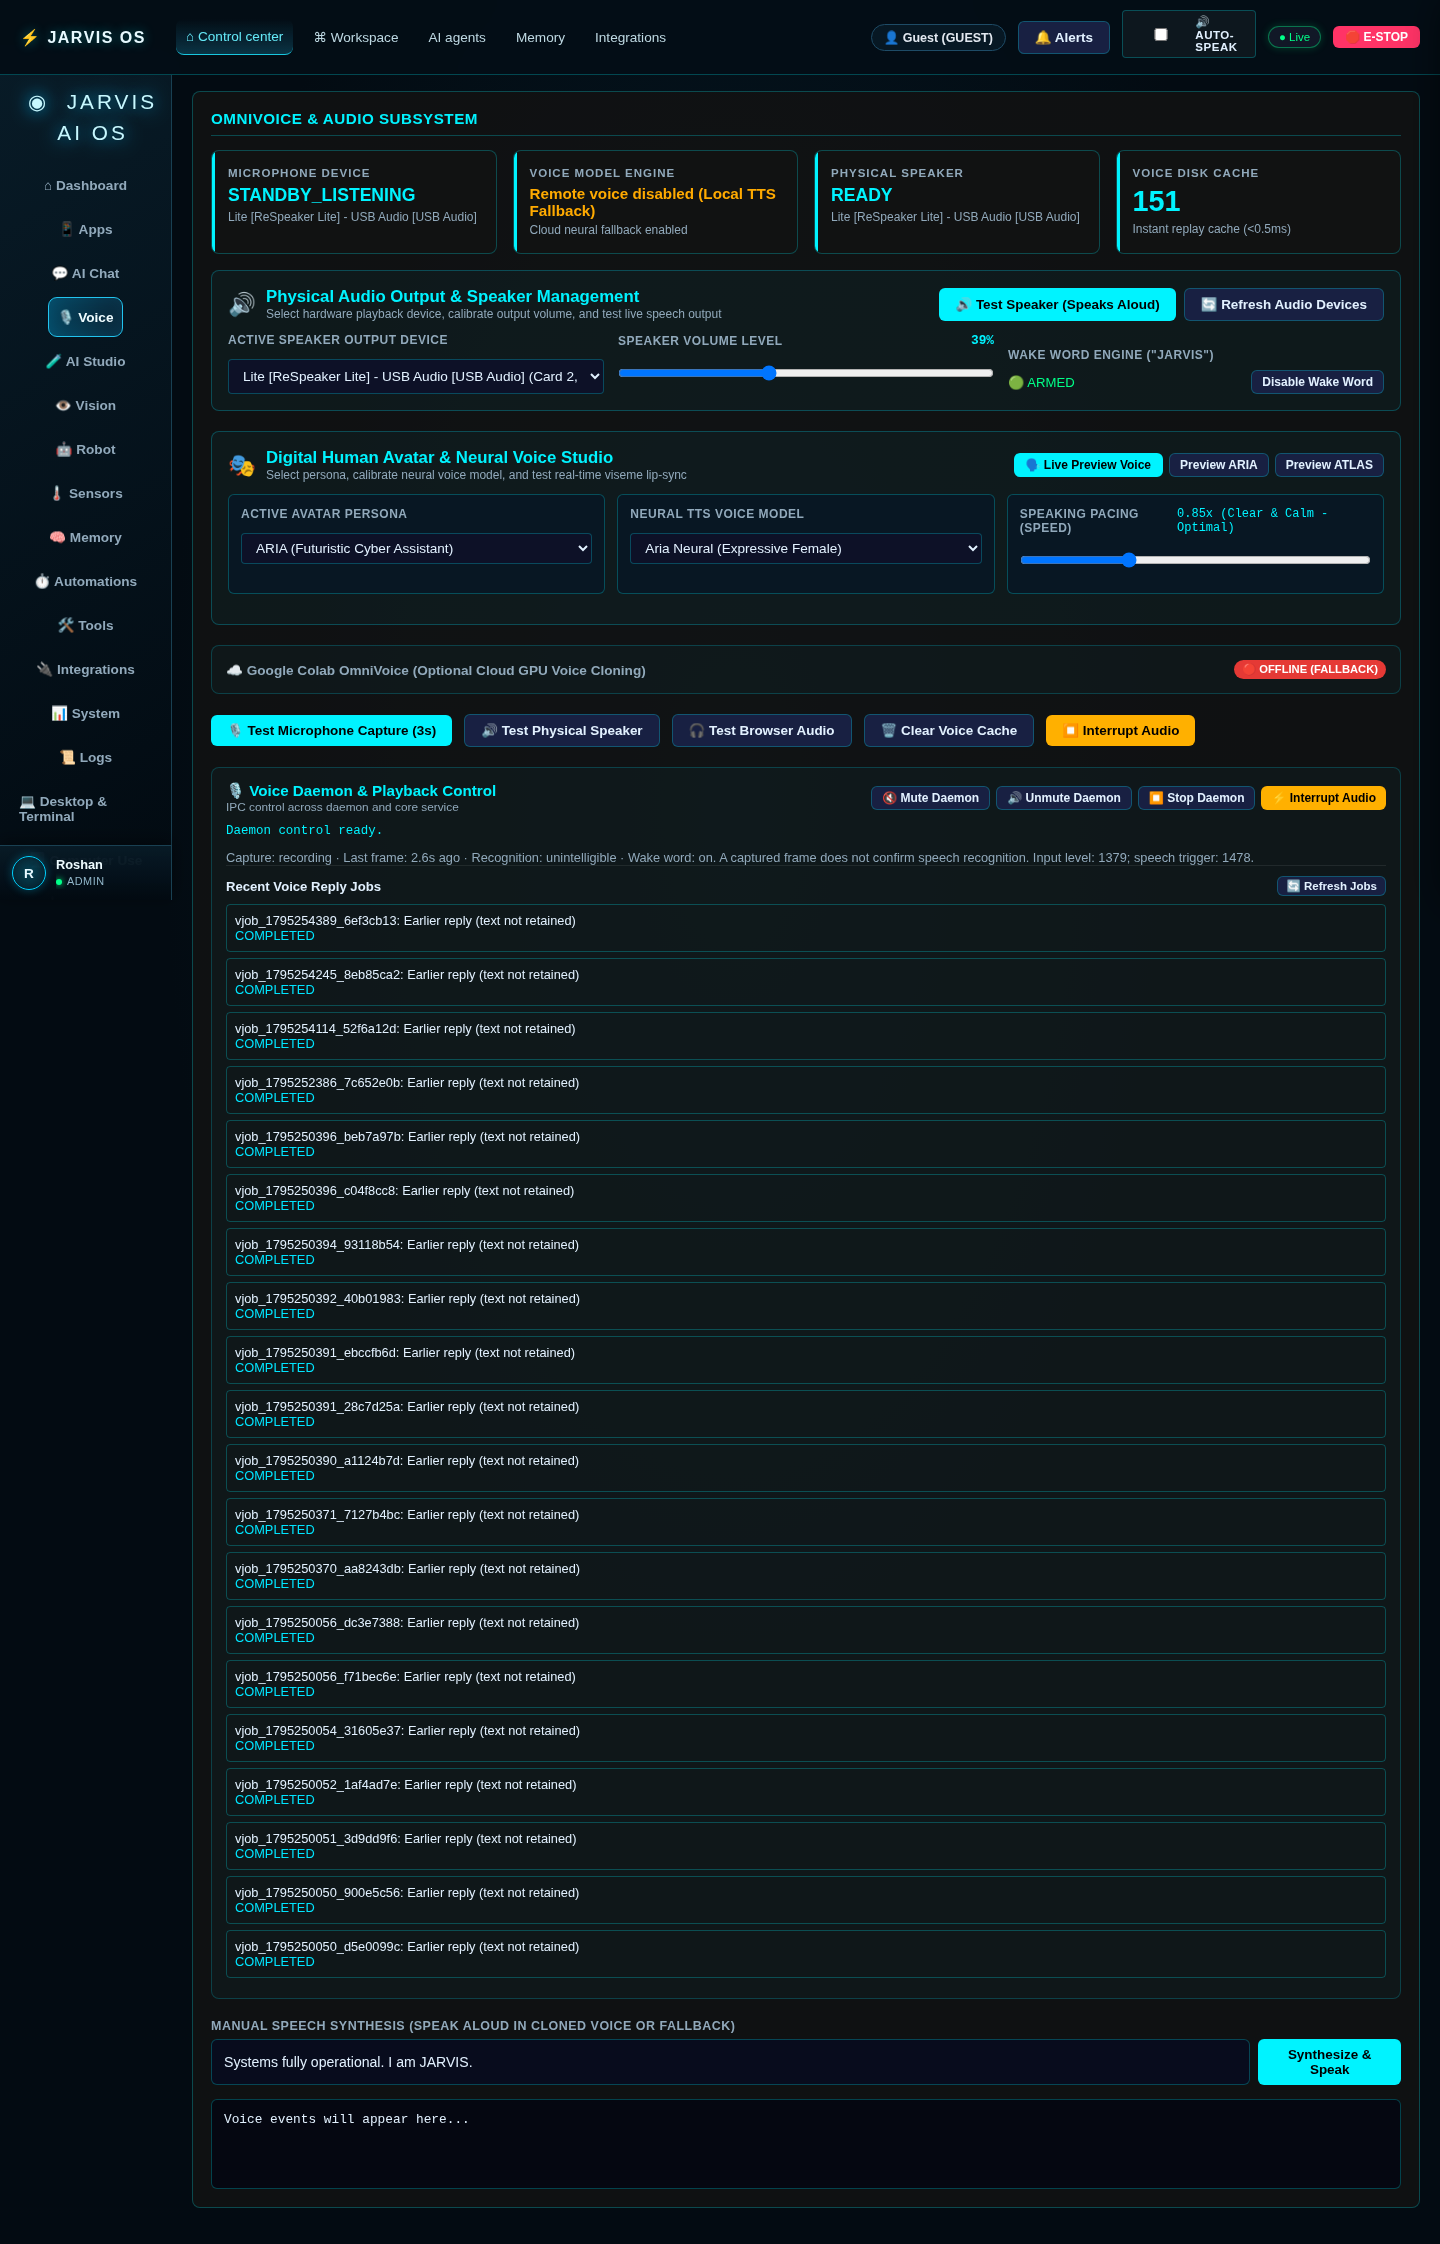 ⚡ JARVIS OS
⌂ Control center
⌘ Workspace
AI agents
Memory
Integrations
👤 Guest (GUEST)
🔔 Alerts
🔊 AUTO-SPEAK
● Live
🛑 E-STOP
◉ JARVIS
AI OS
⌂ Dashboard
📱 Apps
💬 AI Chat
🎙️ Voice
🧪 AI Studio
👁️ Vision
🤖 Robot
🌡️ Sensors
🧠 Memory
⏱️ Automations
🛠️ Tools
🔌 Integrations
📊 System
📜 Logs
💻 Desktop &
Terminal
R
Roshan
ADMIN
OMNIVOICE & AUDIO SUBSYSTEM
MICROPHONE DEVICE
STANDBY_LISTENING
Lite [ReSpeaker Lite] - USB Audio [USB Audio]
VOICE MODEL ENGINE
Remote voice disabled (Local TTS
Fallback)
Cloud neural fallback enabled
PHYSICAL SPEAKER
READY
Lite [ReSpeaker Lite] - USB Audio [USB Audio]
VOICE DISK CACHE
151
Instant replay cache (<0.5ms)
🔊 Physical Audio Output & Speaker Management
Select hardware playback device, calibrate output volume, and test live speech output
🔊 Test Speaker (Speaks Aloud)
🔄 Refresh Audio Devices
ACTIVE SPEAKER OUTPUT DEVICE
Lite [ReSpeaker Lite] - USB Audio [USB Audio] (Card 2,
SPEAKER VOLUME LEVEL
39%
WAKE WORD ENGINE ("JARVIS")
🟢 ARMED
Disable Wake Word
🎭 Digital Human Avatar & Neural Voice Studio
Select persona, calibrate neural voice model, and test real-time viseme lip-sync
🗣️ Live Preview Voice
Preview ARIA
Preview ATLAS
ACTIVE AVATAR PERSONA
ARIA (Futuristic Cyber Assistant)
NEURAL TTS VOICE MODEL
Aria Neural (Expressive Female)
SPEAKING PACING
(SPEED)
0.85x (Clear & Calm -
Optimal)
☁️ Google Colab OmniVoice (Optional Cloud GPU Voice Cloning)
🔴 OFFLINE (FALLBACK)
🎙️ Test Microphone Capture (3s)
🔊 Test Physical Speaker
🎧 Test Browser Audio
🗑️ Clear Voice Cache
⏹️ Interrupt Audio
🎙️ Voice Daemon & Playback Control
IPC control across daemon and core service
🔇 Mute Daemon
🔊 Unmute Daemon
⏹️ Stop Daemon
⚡ Interrupt Audio
Daemon control ready.
Capture: recording · Last frame: 2.6s ago · Recognition: unintelligible · Wake word: on. A captured frame does not confirm speech recognition. Input level: 1379; speech trigger: 1478.
Recent Voice Reply Jobs
🔄 Refresh Jobs
vjob_1795254389_6ef3cb13: Earlier reply (text not retained)
COMPLETED
vjob_1795254245_8eb85ca2: Earlier reply (text not retained)
COMPLETED
vjob_1795254114_52f6a12d: Earlier reply (text not retained)
COMPLETED
vjob_1795252386_7c652e0b: Earlier reply (text not retained)
COMPLETED
vjob_1795250396_beb7a97b: Earlier reply (text not retained)
COMPLETED
vjob_1795250396_c04f8cc8: Earlier reply (text not retained)
COMPLETED
vjob_1795250394_93118b54: Earlier reply (text not retained)
COMPLETED
vjob_1795250392_40b01983: Earlier reply (text not retained)
COMPLETED
vjob_1795250391_ebccfb6d: Earlier reply (text not retained)
COMPLETED
vjob_1795250391_28c7d25a: Earlier reply (text not retained)
COMPLETED
vjob_1795250390_a1124b7d: Earlier reply (text not retained)
COMPLETED
vjob_1795250371_7127b4bc: Earlier reply (text not retained)
COMPLETED
vjob_1795250370_aa8243db: Earlier reply (text not retained)
COMPLETED
vjob_1795250056_dc3e7388: Earlier reply (text not retained)
COMPLETED
vjob_1795250056_f71bec6e: Earlier reply (text not retained)
COMPLETED
vjob_1795250054_31605e37: Earlier reply (text not retained)
COMPLETED
vjob_1795250052_1af4ad7e: Earlier reply (text not retained)
COMPLETED
vjob_1795250051_3d9dd9f6: Earlier reply (text not retained)
COMPLETED
vjob_1795250050_900e5c56: Earlier reply (text not retained)
COMPLETED
vjob_1795250050_d5e0099c: Earlier reply (text not retained)
COMPLETED
MANUAL SPEECH SYNTHESIS (SPEAK ALOUD IN CLONED VOICE OR FALLBACK)
Systems fully operational. I am JARVIS.
Synthesize &
Speak
Voice events will appear here...